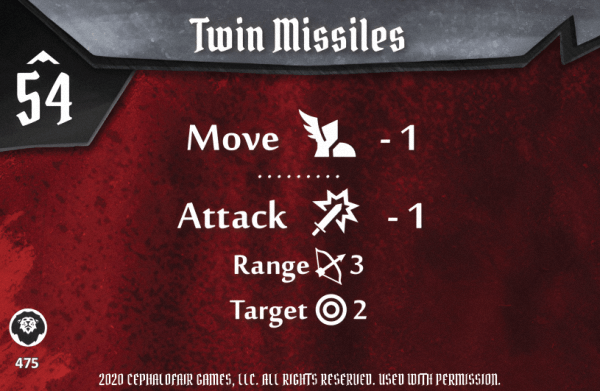 Twin Missiles
54
Move - 1
Attack - 1
Range 3
Target 2
475
2020 CEPHALOFAIR GAMES, LLC. ALL RIGHTS RESERVED. USED WITH PERMISSION.